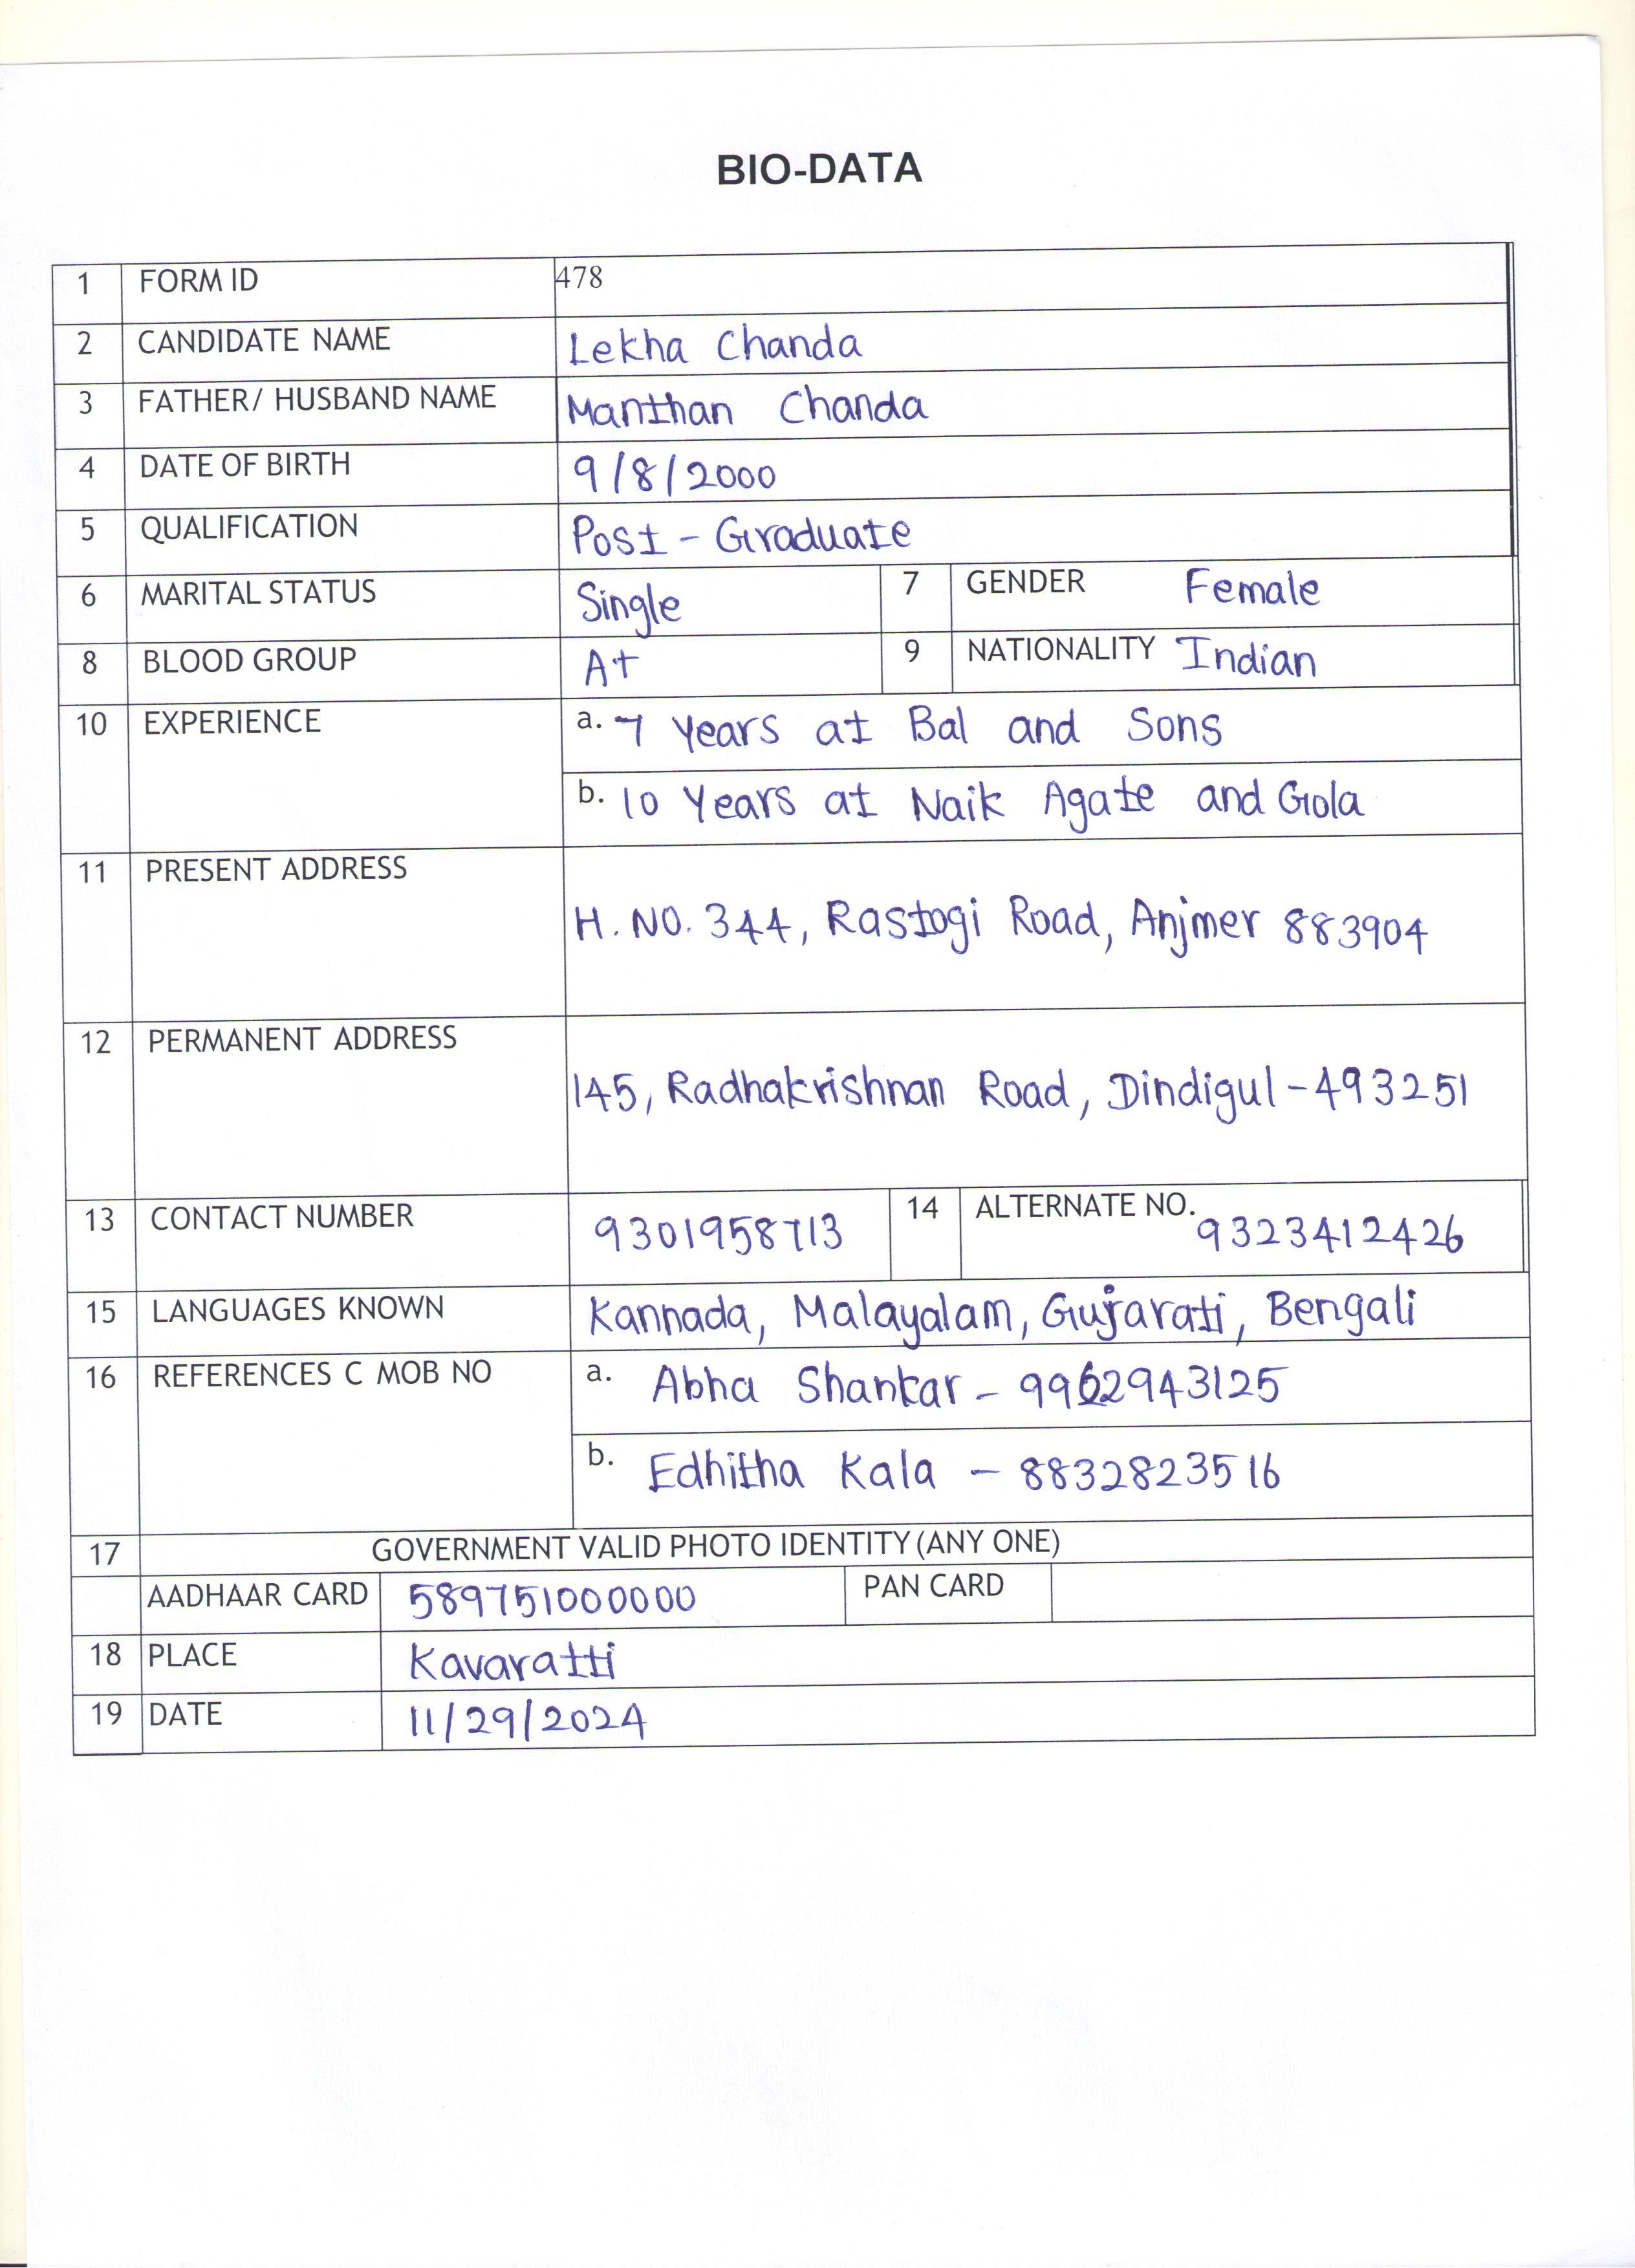 BIO-DATA
1 FORM ID 478
2 CANDIDATE NAME Lekha Chanda
3 FATHER/ HUSBAND NAME Manthan Chanda
4 DATE OF BIRTH 9/8/2000
5 QUALIFICATION Post - Graduate
6 MARITAL STATUS Single 7 GENDER Female
8 BLOOD GROUP A+ 9 NATIONALITY Indian
10 EXPERIENCE a. 7 Years at Bal and Sons
b. 10 Years at Naik Agate and Gola
11 PRESENT ADDRESS
H. NO. 344, Rastogi Road, Anjmer 883904
12 PERMANENT ADDRESS
145, Radhakrishnan Road, Dindigul - 493251
13 CONTACT NUMBER 9301958713 14 ALTERNATE NO. 9323412426
15 LANGUAGES KNOWN Kannada, Malayalam, Gujarati, Bengali
16 REFERENCES C MOB NO a. Abha Shankar - 9962943125
b. Edhitha Kala - 8832823516
17 GOVERNMENT VALID PHOTO IDENTITY (ANY ONE)
AADHAAR CARD 589751000000 PAN CARD
18 PLACE Kavaratti
19 DATE 11/29/2024